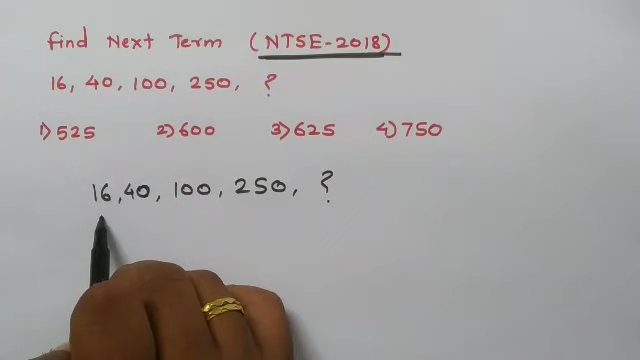 find Next Term (NTSE-2018)
16, 40, 100, 250, ?
1) 525 2) 600 3) 625 4) 750
16, 40, 100, 250, ?